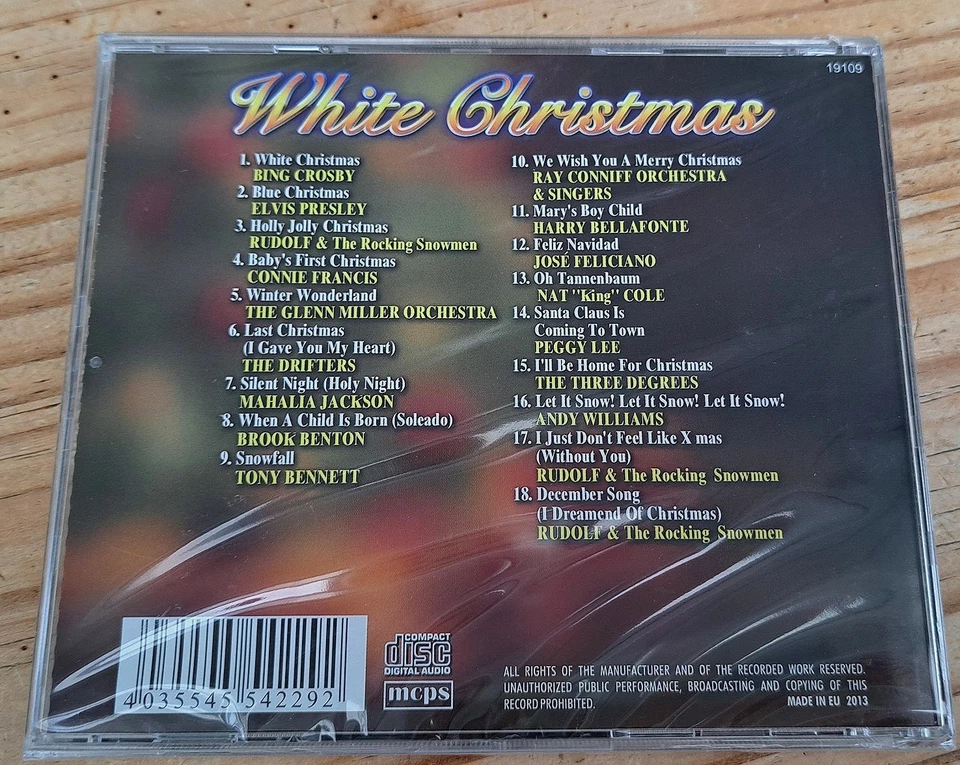 19109
White Christmas
1. White Christmas
BING CROSBY
2. Blue Christmas
ELVIS PRESLEY
3. Holly Jolly Christmas
RUDOLF & The Rocking Snowmen
4. Baby's First Christmas
CONNIE FRANCIS
5. Winter Wonderland
THE GLENN MILLER ORCHESTRA
6. Last Christmas
(I Gave You My Heart)
THE DRIFTERS
7. Silent Night (Holy Night)
MAHALIA JACKSON
8. When A Child Is Born (Soleado)
BROOK BENTON
9. Snowfall
TONY BENNETT
10. We Wish You A Merry Christmas
RAY CONNIFF ORCHESTRA
& SINGERS
11. Mary's Boy Child
HARRY BELLAFONTE
12. Feliz Navidad
JOSÉ FELICIANO
13. Oh Tannenbaum
NAT "King" COLE
14. Santa Claus Is
Coming To Town
PEGGY LEE
15. I'll Be Home For Christmas
THE THREE DEGREES
16. Let It Snow! Let It Snow! Let It Snow!
ANDY WILLIAMS
17. I Just Don't Feel Like X mas
(Without You)
RUDOLF & The Rocking Snowmen
18. December Song
(I Dreamend Of Christmas)
RUDOLF & The Rocking Snowmen
4 035545 542292
COMPACT
disc
DIGITAL AUDIO
mcps
ALL RIGHTS OF THE MANUFACTURER AND OF THE RECORDED WORK RESERVED.
UNAUTHORIZED PUBLIC PERFORMANCE, BROADCASTING AND COPYING OF THIS
RECORD PROHIBITED.
MADE IN EU 2013